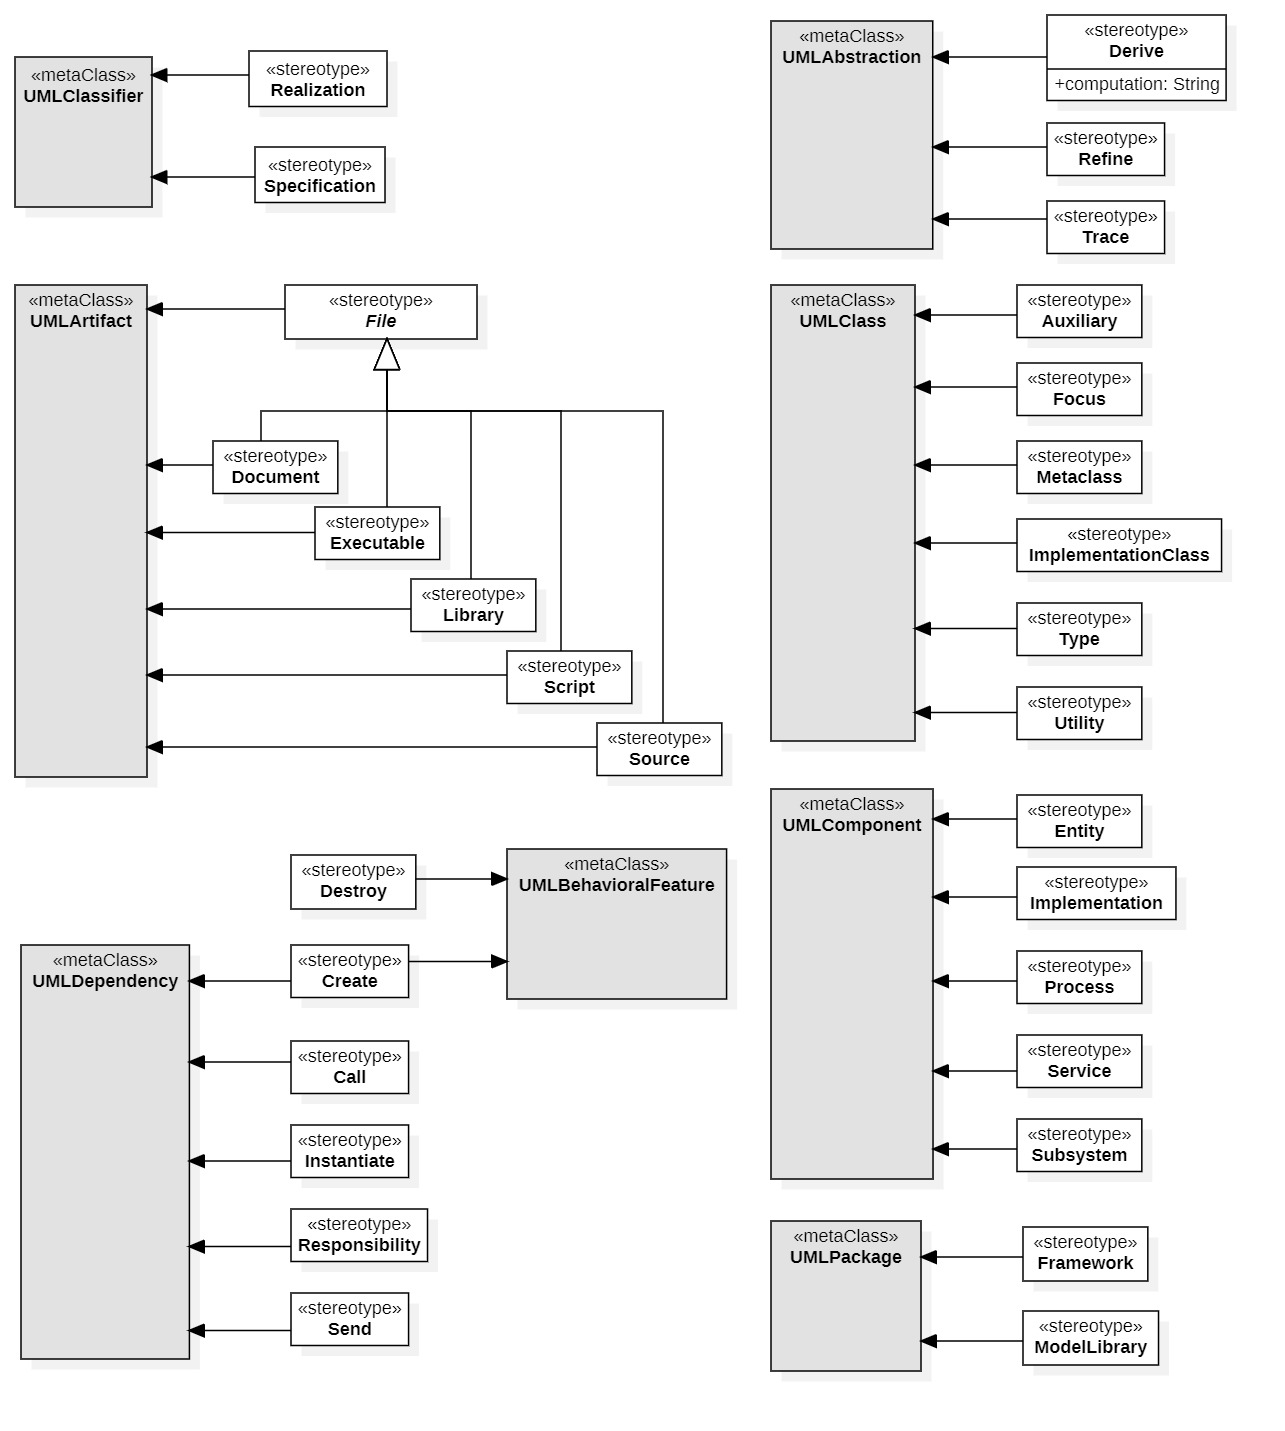 «metaClass»
UMLClassifier
«stereotype»
Realization
«stereotype»
Specification
«metaClass»
UMLAbstraction
«stereotype»
Derive
+computation: String
«stereotype»
Refine
«stereotype»
Trace
«metaClass»
UMLArtifact
«stereotype»
File
«stereotype»
Document
«stereotype»
Executable
«stereotype»
Library
«stereotype»
Script
«stereotype»
Source
«metaClass»
UMLClass
«stereotype»
Auxiliary
«stereotype»
Focus
«stereotype»
Metaclass
«stereotype»
ImplementationClass
«stereotype»
Type
«stereotype»
Utility
«stereotype»
Destroy
«metaClass»
UMLBehavioralFeature
«metaClass»
UMLDependency
«stereotype»
Create
«stereotype»
Call
«stereotype»
Instantiate
«stereotype»
Responsibility
«stereotype»
Send
«metaClass»
UMLComponent
«stereotype»
Entity
«stereotype»
Implementation
«stereotype»
Process
«stereotype»
Service
«stereotype»
Subsystem
«metaClass»
UMLPackage
«stereotype»
Framework
«stereotype»
ModelLibrary